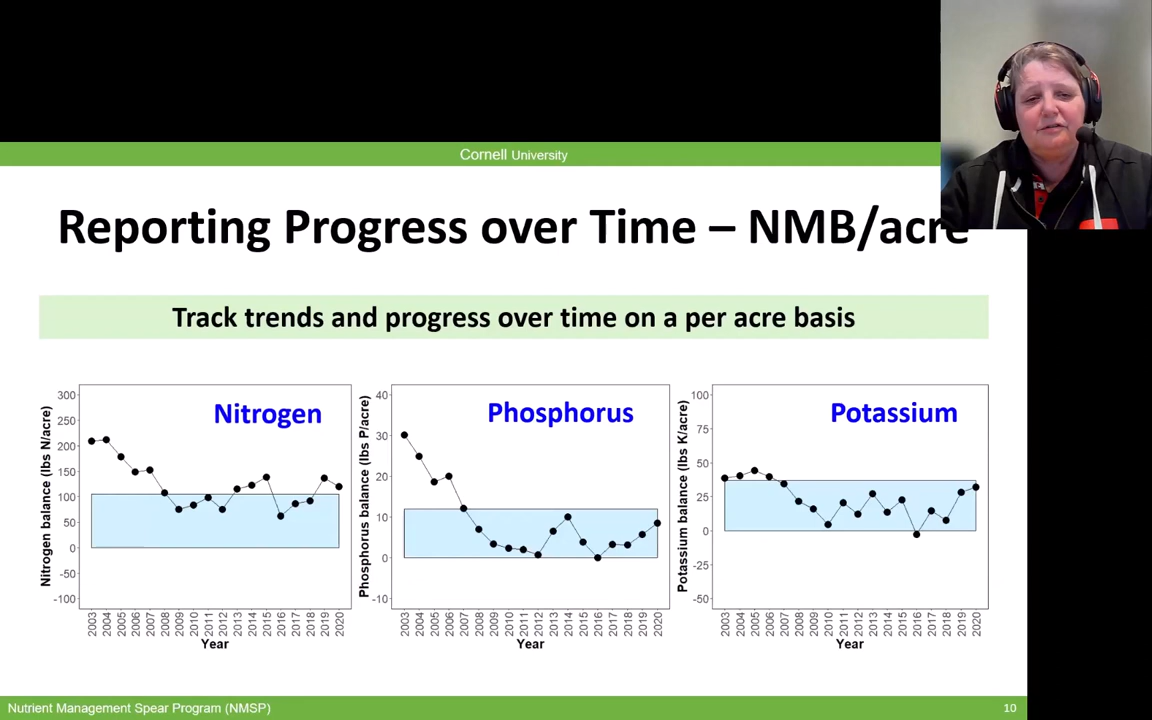 Cornell University
Reporting Progress over Time – NMB/acre
Track trends and progress over time on a per acre basis
Nitrogen
Nitrogen balance (lbs N/acre)
300
250
200
150
100
50
0
-50
-100
2003 2004 2005 2006 2007 2008 2009 2010 2011 2012 2013 2014 2015 2016 2017 2018 2019 2020
Year
Phosphorus
Phosphorus balance (lbs P/acre)
40
30
20
10
0
-10
2003 2004 2005 2006 2007 2008 2009 2010 2011 2012 2013 2014 2015 2016 2017 2018 2019 2020
Year
Potassium
Potassium balance (lbs K/acre)
100
75
50
25
0
-25
-50
2003 2004 2005 2006 2007 2008 2009 2010 2011 2012 2013 2014 2015 2016 2017 2018 2019 2020
Year
Nutrient Management Spear Program (NMSP)
10